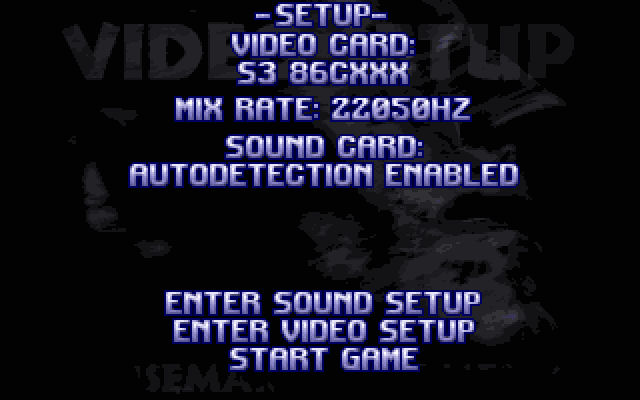 -SETUP-
VIDEO CARD:
S3 86CXXX
MIX RATE: 22050HZ
SOUND CARD:
AUTODETECTION ENABLED
ENTER SOUND SETUP
ENTER VIDEO SETUP
START GAME